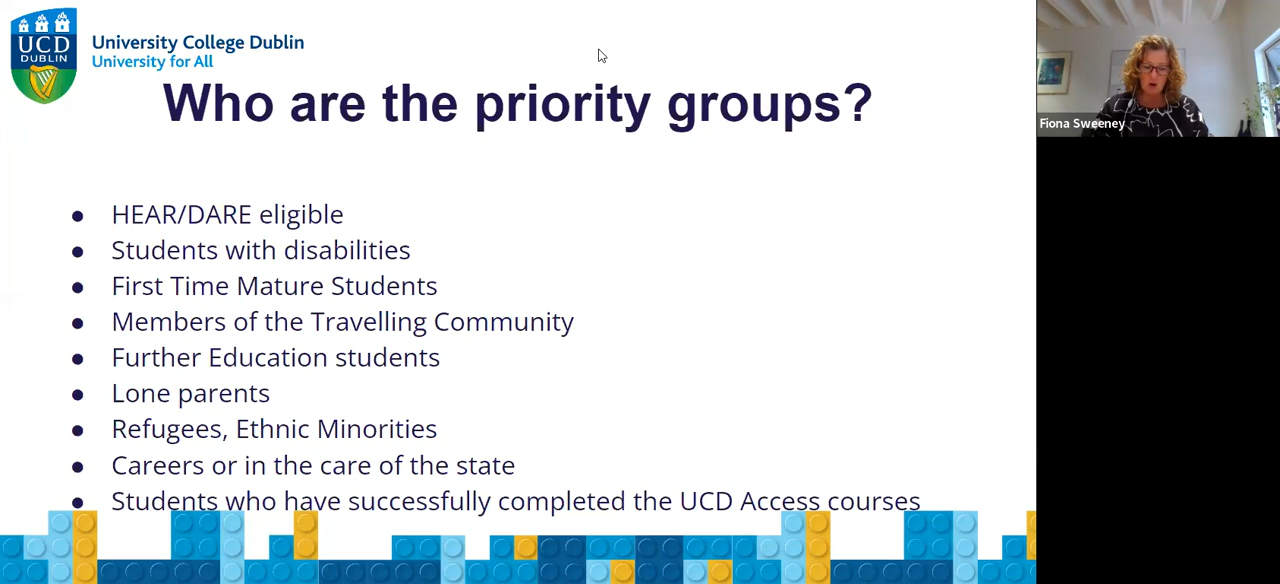 UCD
DUBLIN
University College Dublin
University for All
Who are the priority groups?
● HEAR/DARE eligible
● Students with disabilities
● First Time Mature Students
● Members of the Travelling Community
● Further Education students
● Lone parents
● Refugees, Ethnic Minorities
● Careers or in the care of the state
● Students who have successfully completed the UCD Access courses
Fiona Sweeney